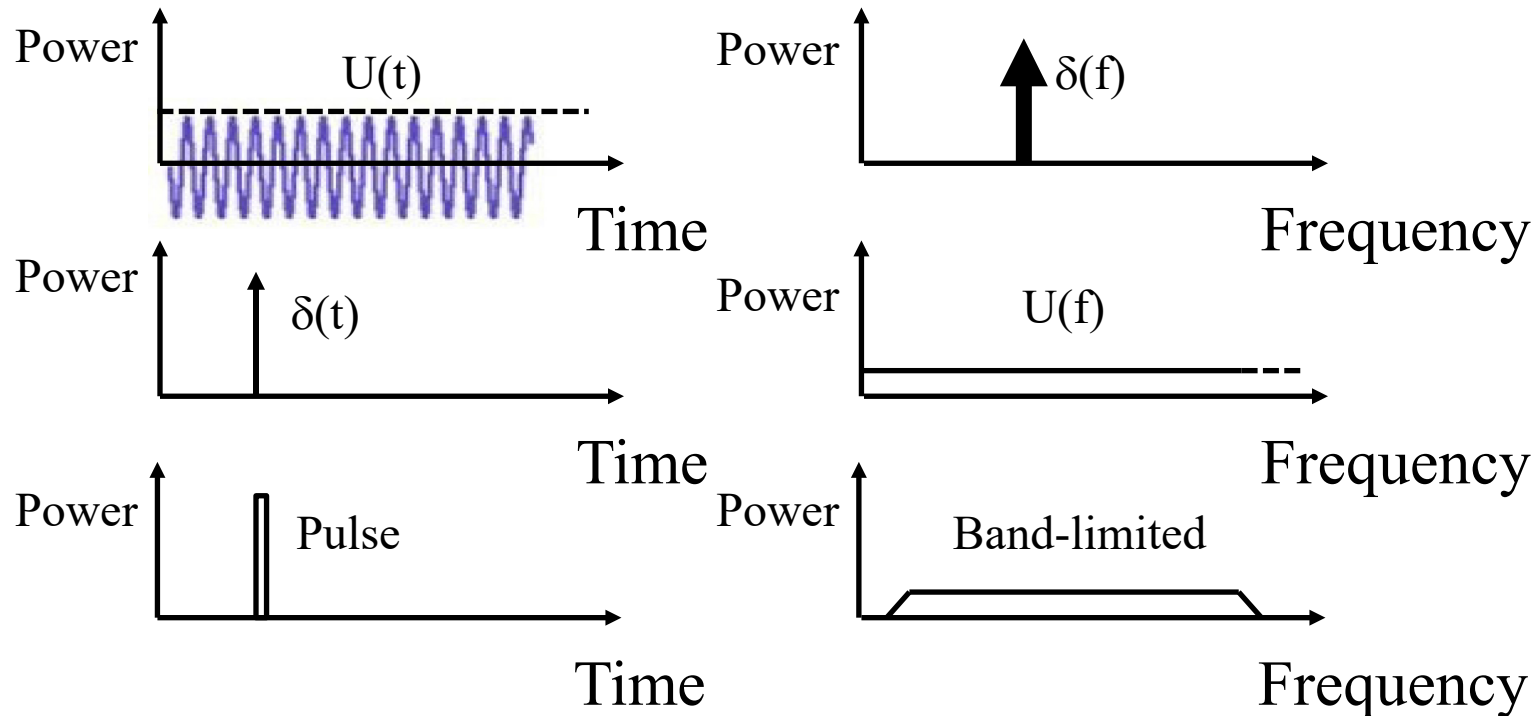 Power
U(t)
Time
Power
δ(f)
Frequency
Power
δ(t)
Time
Power
U(f)
Frequency
Power
Pulse
Time
Power
Band-limited
Frequency